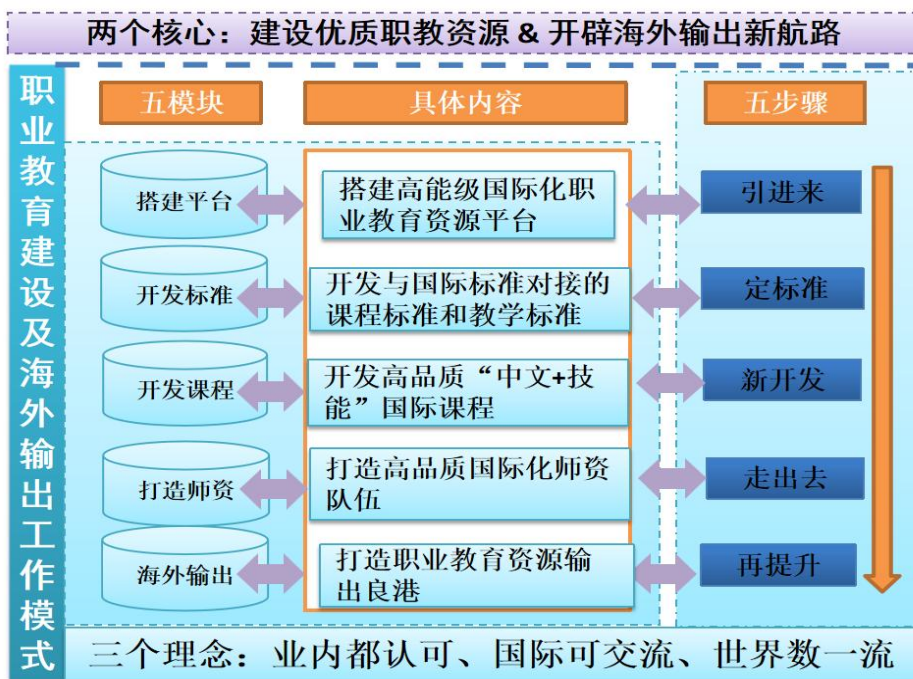 两个核心：建设优质职教资源 & 开辟海外输出新航路
职业教育建设及海外输出工作模式
五模块
具体内容
五步骤
搭建平台
搭建高能级国际化职
业教育资源平台
引进来
开发标准
开发与国际标准对接的
课程标准和教学标准
定标准
开发课程
开发高品质“中文+技
能”国际课程
新开发
打造师资
打造高品质国际化师资
队伍
走出去
海外输出
打造职业教育资源输
出良港
再提升
三个理念：业内都认可、国际可交流、世界数一流